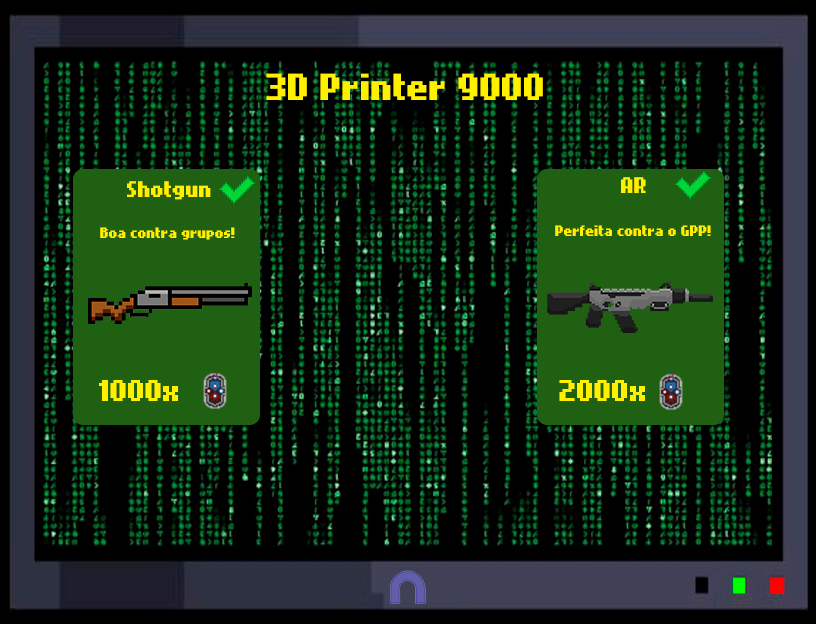 3D Printer 9000
Shotgun
Boa contra grupos!
1000x
AR
Perfeita contra o GPP!
2000x